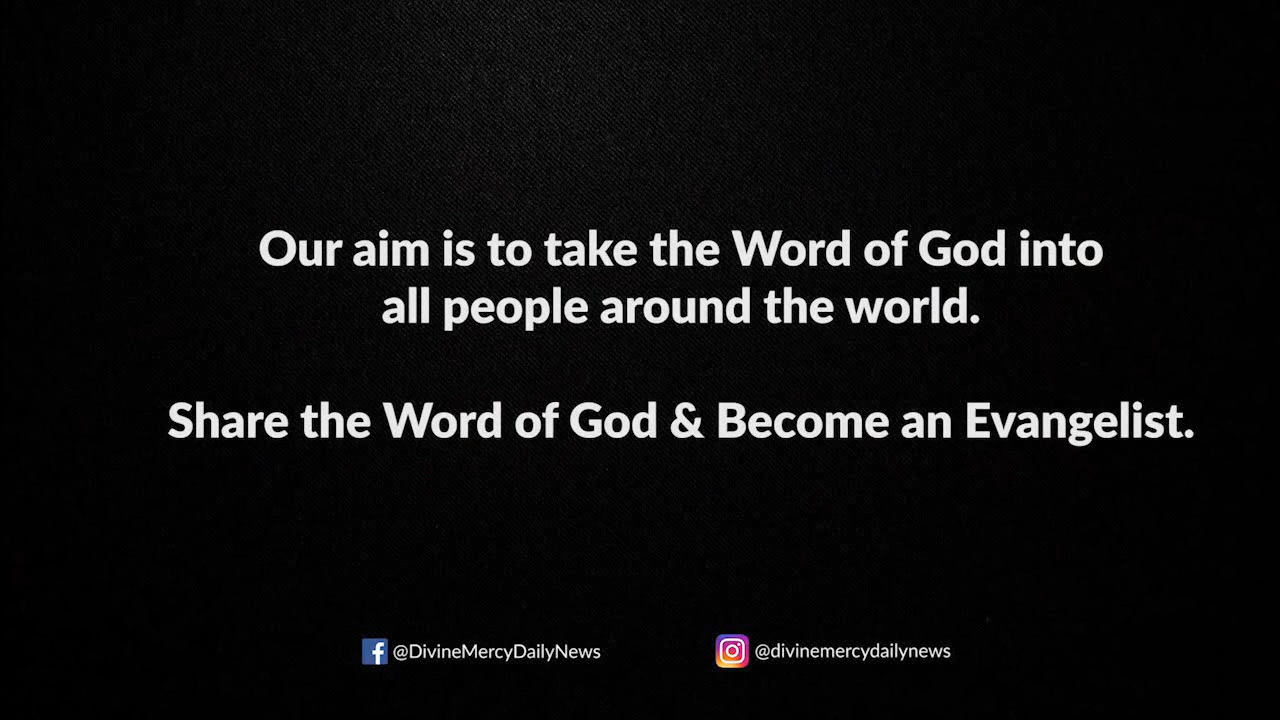 Our aim is to take the Word of God into
all people around the world.
Share the Word of God & Become an Evangelist.
@DivineMercyDailyNews
@divinemercydailynews